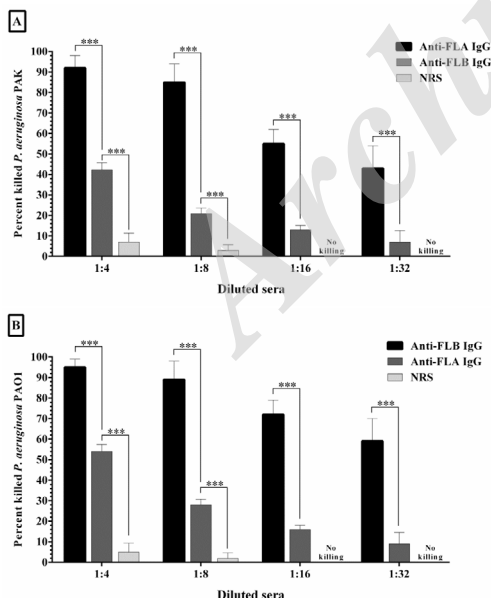 A
***
***
***
***
***
***
Anti-FLA IgG
Anti-FLB IgG
NRS
Percent killed P. aeruginosa PAK
100
90
80
70
60
50
40
30
20
10
0
No
killing
No
killing
1:4 1:8 1:16 1:32
Diluted sera
B
***
***
***
***
***
***
Anti-FLB IgG
Anti-FLA IgG
NRS
Percent killed P. aeruginosa PAO1
100
90
80
70
60
50
40
30
20
10
0
No
killing
No
killing
1:4 1:8 1:16 1:32
Diluted sera